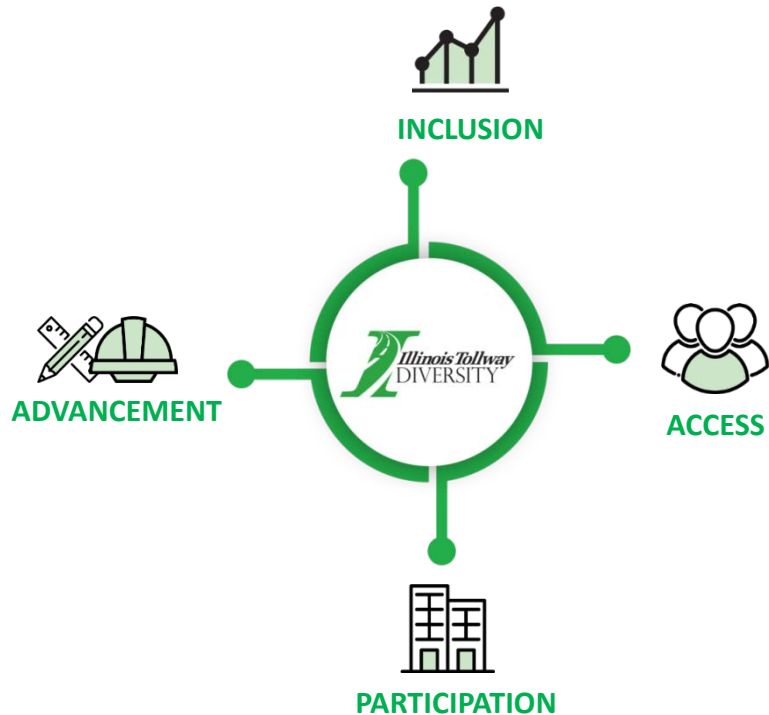 INCLUSION
Illinois Tollway
DIVERSITY
ADVANCEMENT
ACCESS
PARTICIPATION